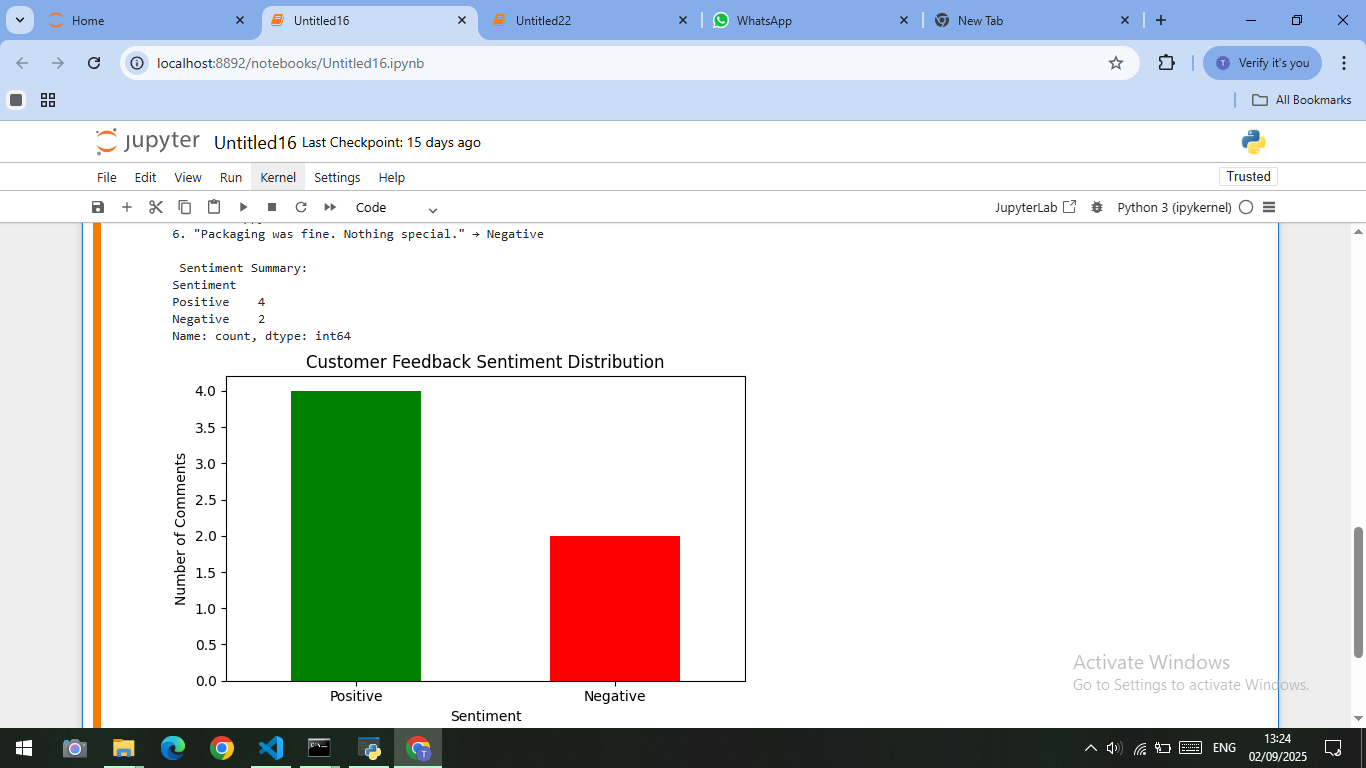 Home
Untitled16
Untitled22
WhatsApp
New Tab
localhost:8892/notebooks/Untitled16.ipynb
T Verify it's you
All Bookmarks
jupyter Untitled16 Last Checkpoint: 15 days ago
File Edit View Run Kernel Settings Help
Trusted
Code
JupyterLab
Python 3 (ipykernel)
6. "Packaging was fine. Nothing special." → Negative
Sentiment Summary:
Sentiment
Positive 4
Negative 2
Name: count, dtype: int64
Customer Feedback Sentiment Distribution
Number of Comments
4.0
3.5
3.0
2.5
2.0
1.5
1.0
0.5
0.0
Positive Negative
Sentiment
Activate Windows
Go to Settings to activate Windows.
T
ENG
13:24
02/09/2025